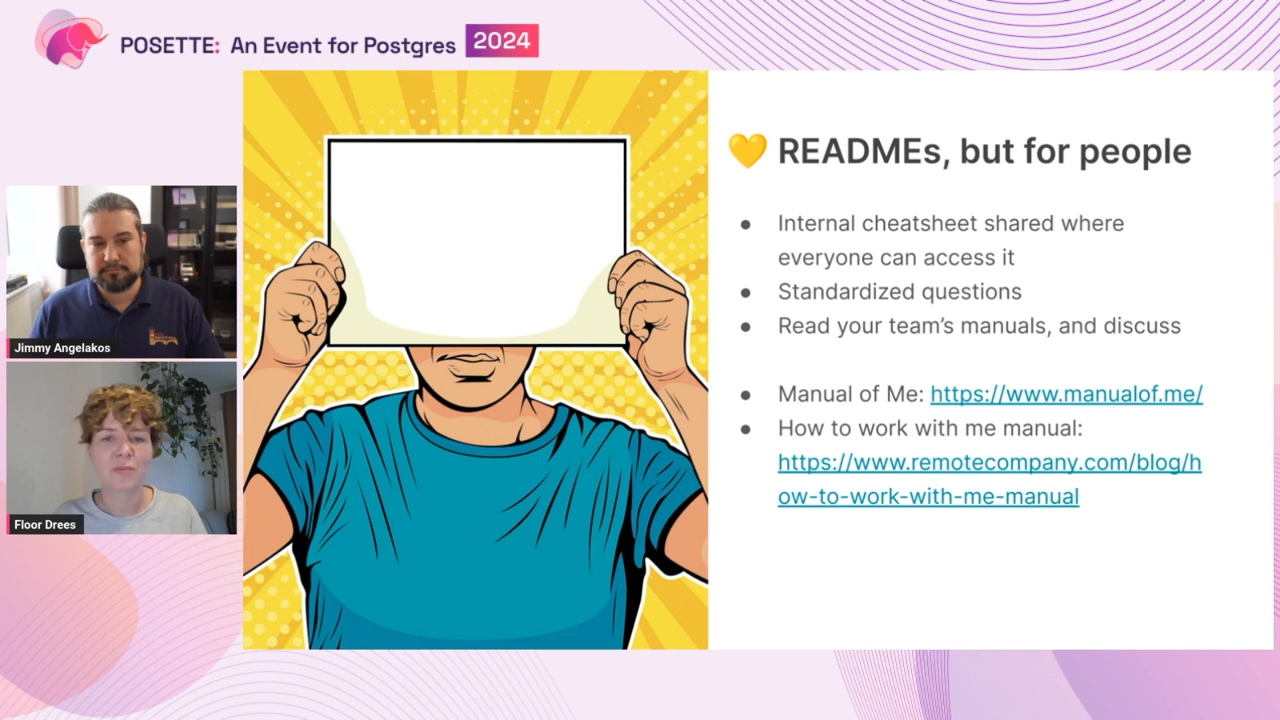 POSETTE: An Event for Postgres 2024
Jimmy Angelakos
Floor Drees
💛 READMEs, but for people
● Internal cheatsheet shared where
everyone can access it
● Standardized questions
● Read your team’s manuals, and discuss
● Manual of Me: https://www.manualof.me/
● How to work with me manual:
https://www.remotecompany.com/blog/h
ow-to-work-with-me-manual